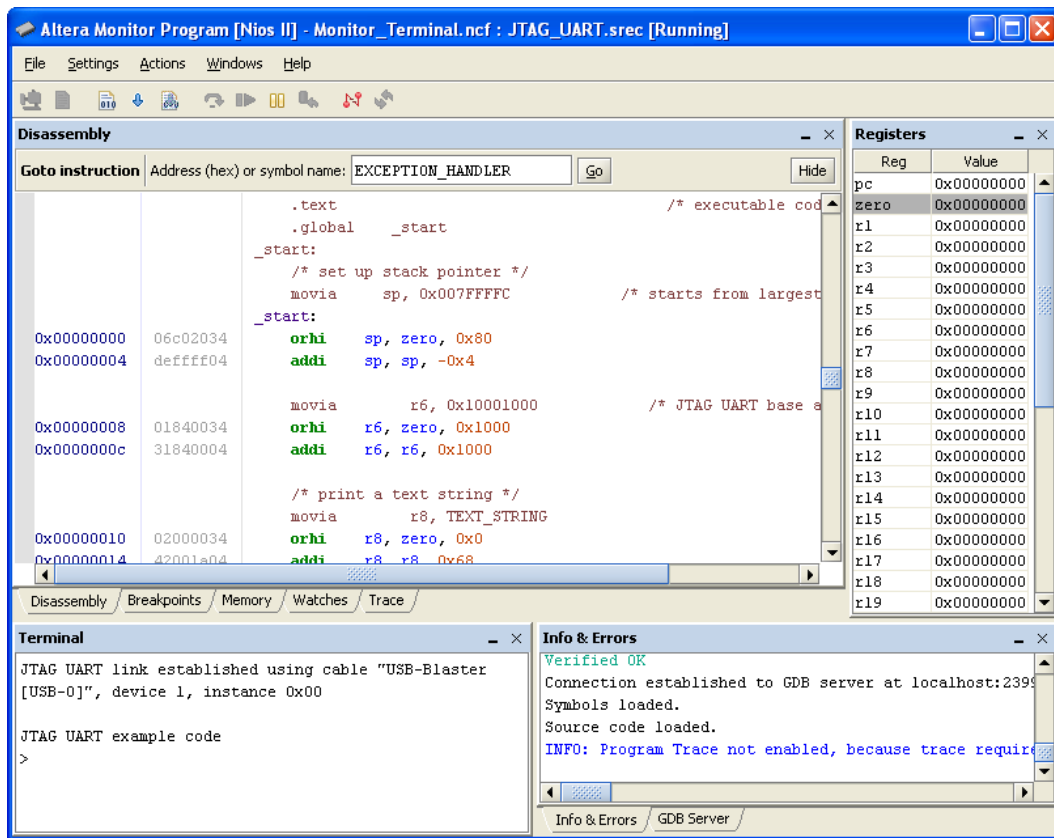 Altera Monitor Program [Nios II] - Monitor_Terminal.ncf : JTAG_UART.srec [Running]
File Settings Actions Windows Help
Disassembly
Goto instruction Address (hex) or symbol name: EXCEPTION_HANDLER Go Hide
.text /* executable cod
.global _start
_start:
/* set up stack pointer */
movia sp, 0x007FFFFC /* starts from largest
_start:
0x00000000 06c02034 orhi sp, zero, 0x80
0x00000004 deffff04 addi sp, sp, -0x4
movia r6, 0x10001000 /* JTAG UART base a
0x00000008 01840034 orhi r6, zero, 0x1000
0x0000000c 31840004 addi r6, r6, 0x1000
/* print a text string */
movia r8, TEXT_STRING
0x00000010 02000034 orhi r8, zero, 0x0
0x00000014 42001a04 addi r8, r8, 0x68
Disassembly Breakpoints Memory Watches Trace
Registers
Reg Value
pc 0x00000000
zero 0x00000000
r1 0x00000000
r2 0x00000000
r3 0x00000000
r4 0x00000000
r5 0x00000000
r6 0x00000000
r7 0x00000000
r8 0x00000000
r9 0x00000000
r10 0x00000000
r11 0x00000000
r12 0x00000000
r13 0x00000000
r14 0x00000000
r15 0x00000000
r16 0x00000000
r17 0x00000000
r18 0x00000000
r19 0x00000000
Terminal
JTAG UART link established using cable "USB-Blaster
[USB-0]", device 1, instance 0x00
JTAG UART example code
>
Info & Errors
Verified OK
Connection established to GDB server at localhost:2399
Symbols loaded.
Source code loaded.
INFO: Program Trace not enabled, because trace require
Info & Errors GDB Server